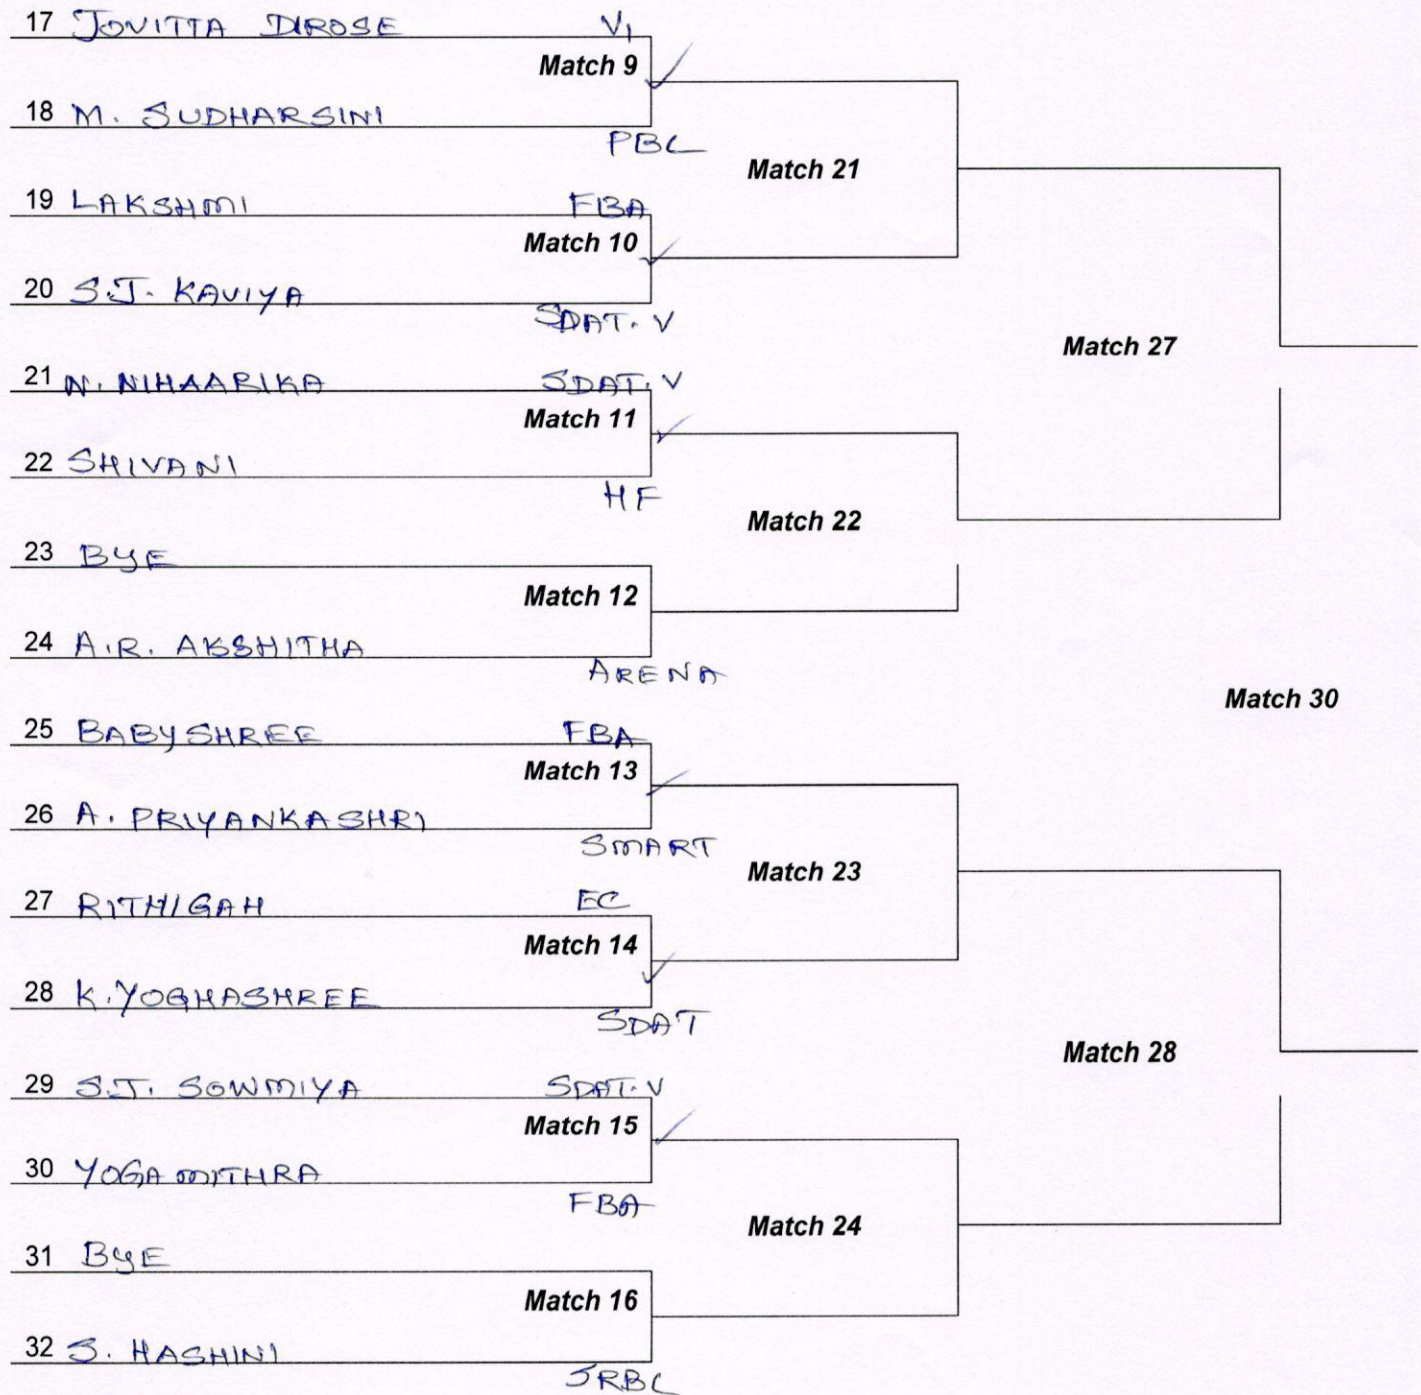 17 JOVITTA DIROSE V1
Match 9
18 M. SUDHARSINI
PBC
Match 21
19 LAKSHMI FBA
Match 10
20 S.J. KAVIYA
SDAT. V
Match 27
21 N. NIHAARIKA SDAT. V
Match 11
22 SHIVANI
HF
Match 22
23 BYE
Match 12
24 A.R. AKSHITHA
ARENA
Match 30
25 BABYSHREE FBA
Match 13
26 A. PRIYANKASHRI
SMART
Match 23
27 RITHIGAH EC
Match 14
28 K. YOGHASHREE
SDAT
Match 28
29 S.J. SOWMIYA SDAT. V
Match 15
30 YOGAMITHRA
FBA
Match 24
31 BYE
Match 16
32 S. HASHINI
SRBC